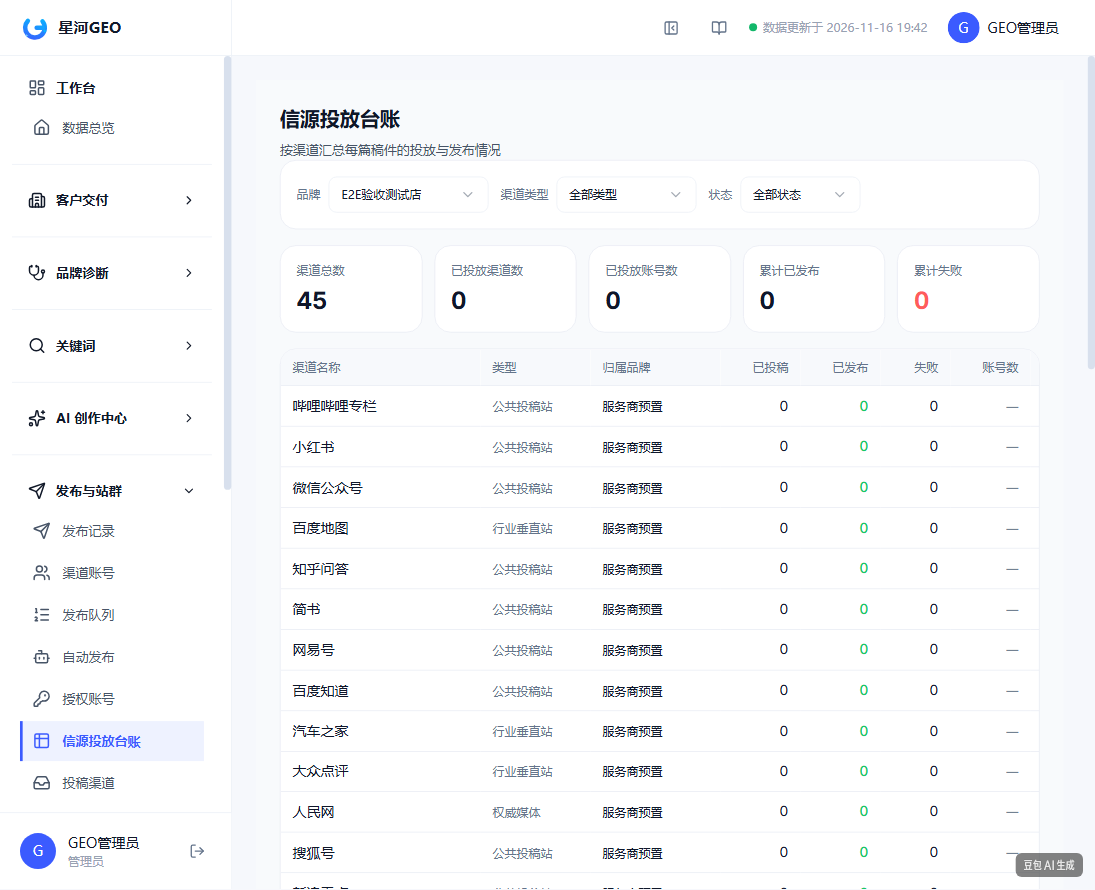 星河GEO
数据更新于 2026-11-16 19:42
G
GEO管理员
工作台
数据总览
客户交付
品牌诊断
关键词
AI 创作中心
发布与站群
发布记录
渠道账号
发布队列
自动发布
授权账号
信源投放台账
投稿渠道
G
GEO管理员
管理员
信源投放台账
按渠道汇总每篇稿件的投放与发布情况
品牌 E2E验收测试店 渠道类型 全部类型 状态 全部状态
渠道总数 已投放渠道数 已投放账号数 累计已发布 累计失败
45 0 0 0 0
渠道名称 类型 归属品牌 已投稿 已发布 失败 账号数
哔哩哔哩专栏 公共投稿站 服务商预置 0 0 0 —
小红书 公共投稿站 服务商预置 0 0 0 —
微信公众号 公共投稿站 服务商预置 0 0 0 —
百度地图 行业垂直站 服务商预置 0 0 0 —
知乎问答 公共投稿站 服务商预置 0 0 0 —
简书 公共投稿站 服务商预置 0 0 0 —
网易号 公共投稿站 服务商预置 0 0 0 —
百度知道 公共投稿站 服务商预置 0 0 0 —
汽车之家 行业垂直站 服务商预置 0 0 0 —
大众点评 行业垂直站 服务商预置 0 0 0 —
人民网 权威媒体 服务商预置 0 0 0 —
搜狐号 公共投稿站 服务商预置 0 0 0 —
豆包 AI 生成